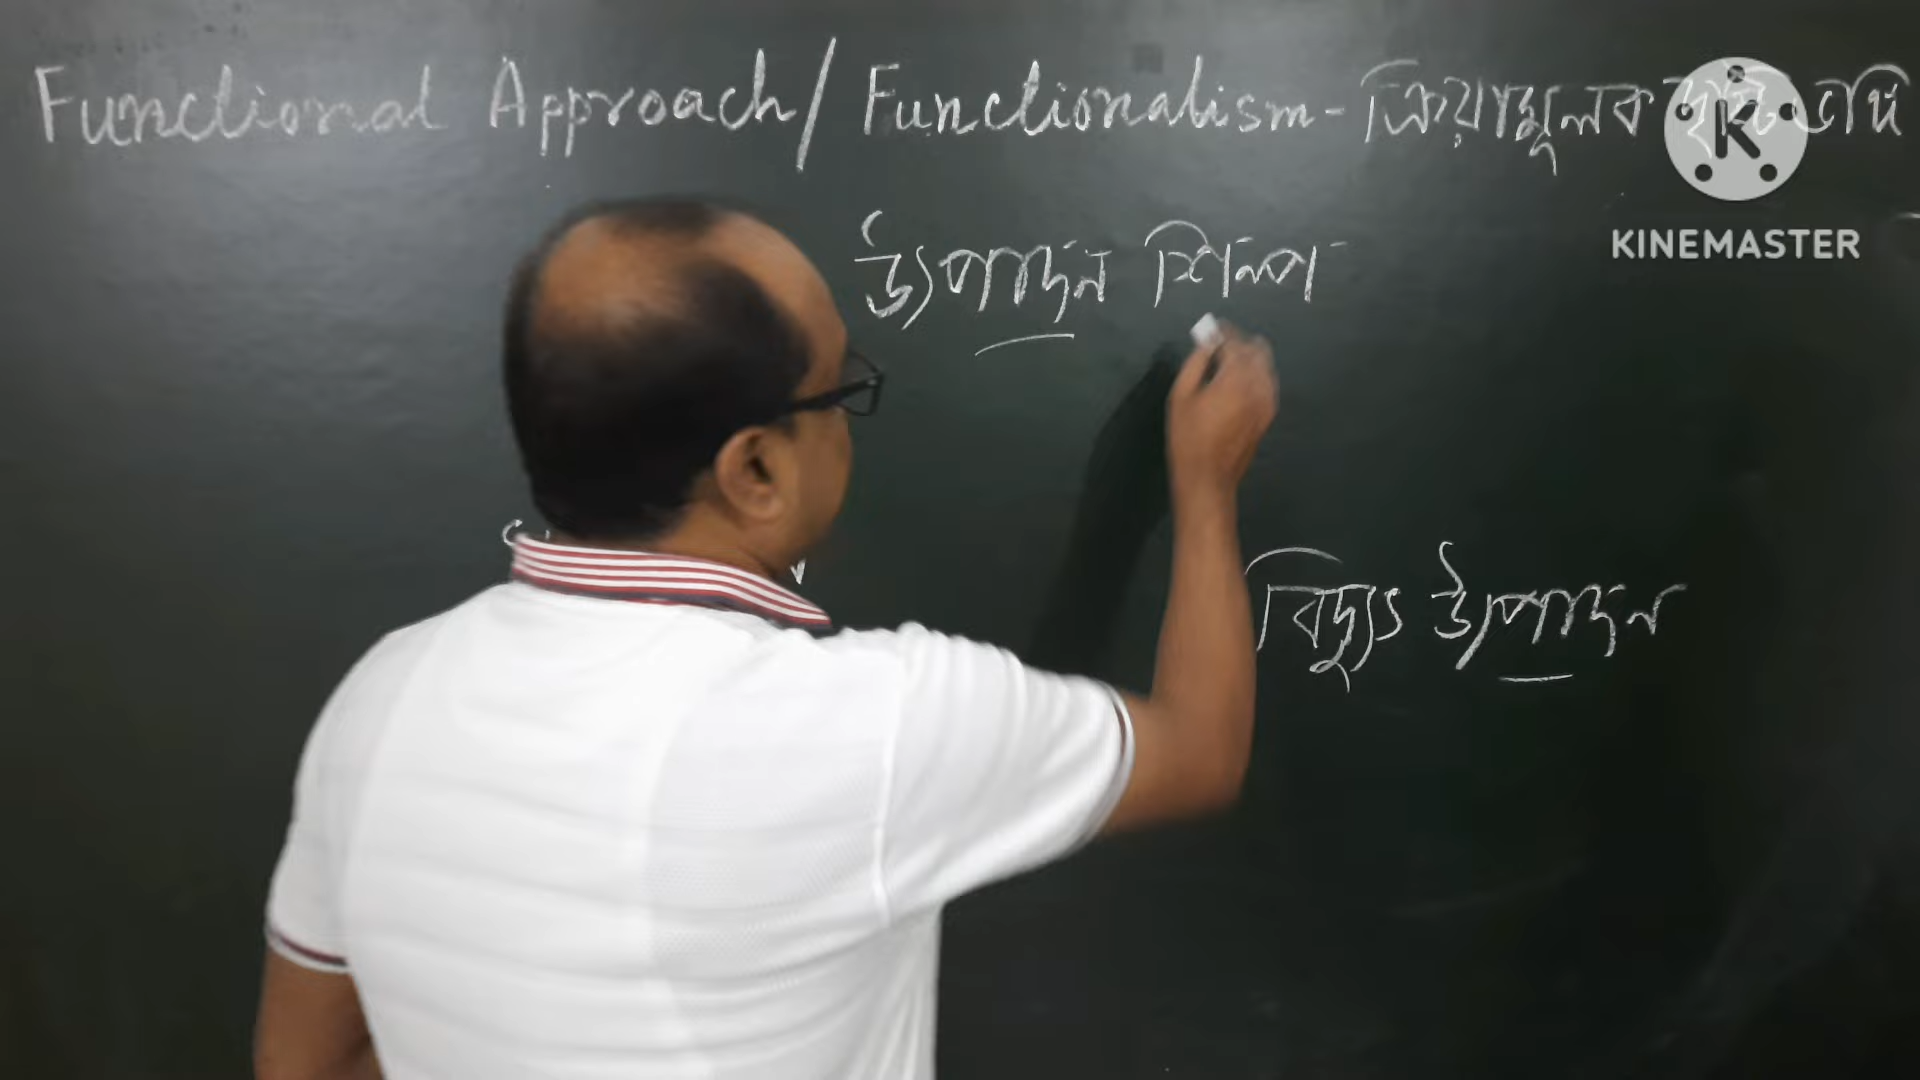 Functional Approach / Functionalism - ক্রিয়ামূলক দৃষ্টিভঙ্গি
উৎপাদন শিল্প
বিদ্যুৎ উৎপাদন
KINEMASTER